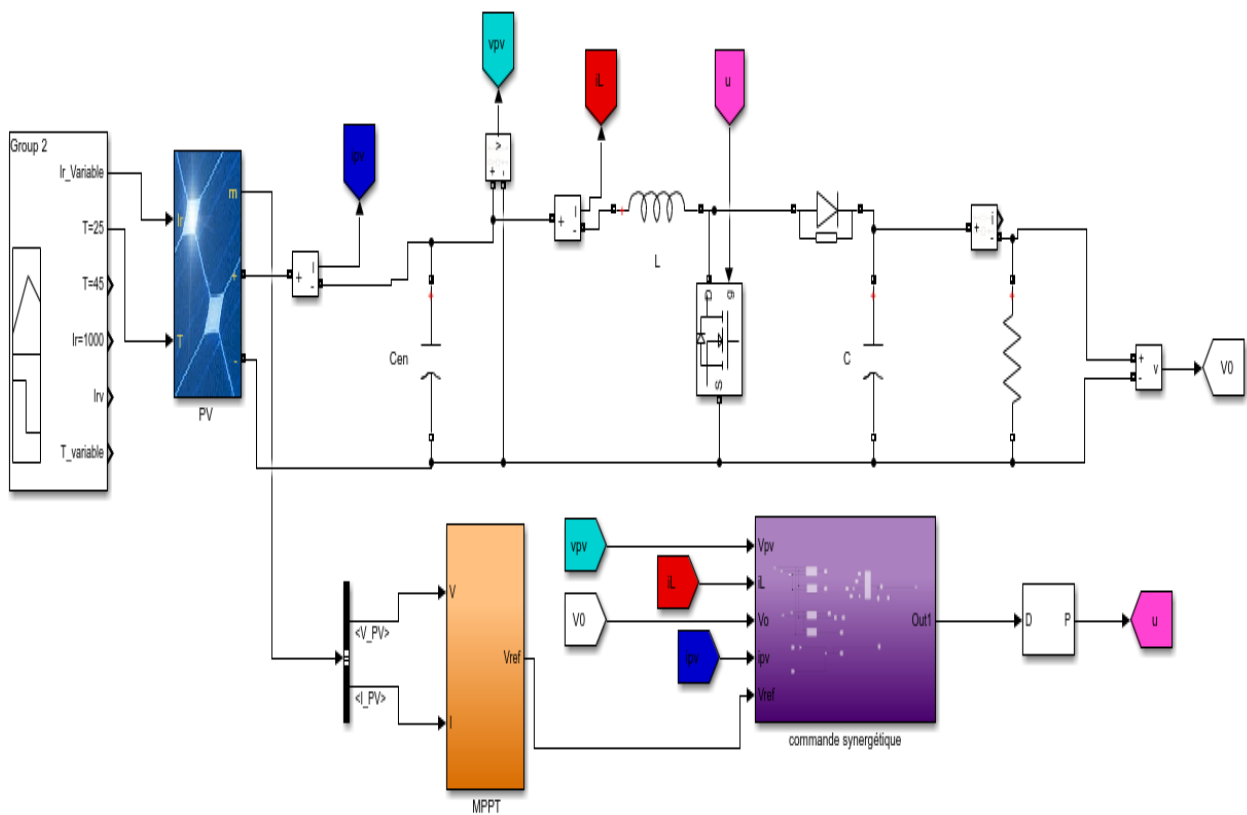 Group 2
Ir_Variable
T=25
T=45
Ir=1000
Irv
T_variable
Ir
T
m
+
-
PV
+
I
-
ipv
Cen
vpv
v
+
-
iL
+
I
-
L
u
g
D
S
C
+
i
-
+
-
v
V0
<V_PV>
<I_PV>
V
I
Vref
MPPT
vpv
iL
V0
ipv
Vpv
iL
Vo
ipv
Vref
Out1
commande synergétique
D
P
u